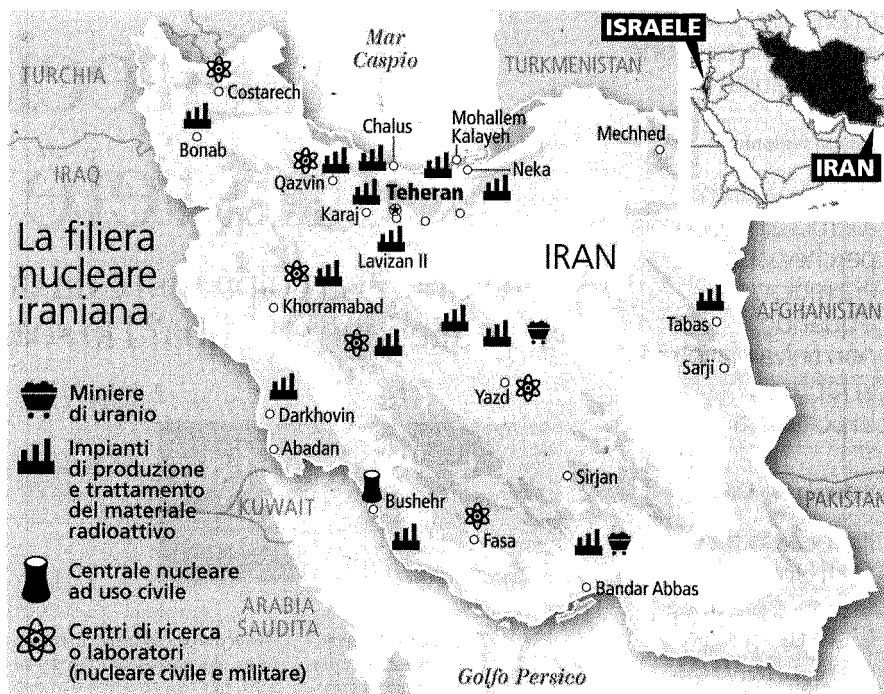 ISRAELE
Mar
Caspio
TURCHIA
TURKMENISTAN
Costarech
Mohallem
Kalayeh
Chalus
Mechhed
Bonab
Neka
IRAQ
Qazvin
Teheran
IRAN
Karaj
La filiera
nucleare
iraniana
Lavizan II
IRAN
Khorramabad
Tabas
AFGHANISTAN
Sarji
Yazd
Miniere
di uranio
Darkhovin
Impianti
di produzione
e trattamento
del materiale
radioattivo
Abadan
Sirjan
KUWAIT
Bushehr
PAKISTAN
Fasa
Centrale nucleare
ad uso civile
Bandar Abbas
ARABIA
SAUDITA
Centri di ricerca
o laboratori
(nucleare civile e militare)
Golfo Persico